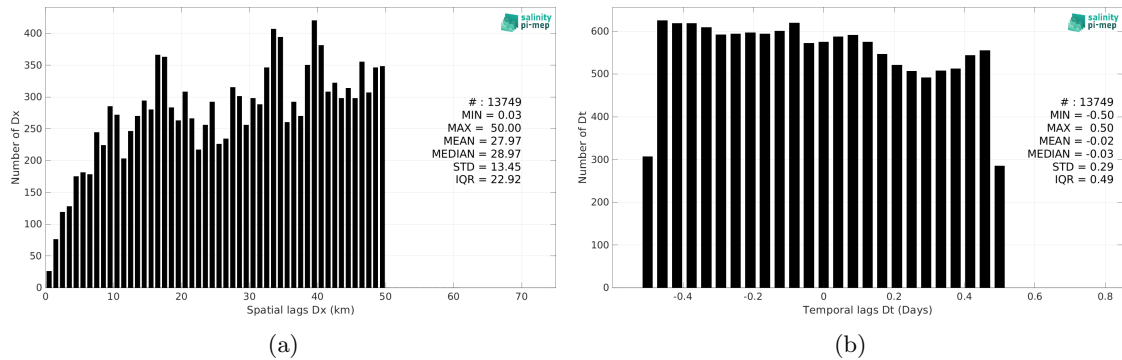 salinity
pi-mep
400
350
300
250
200
150
100
50
0
Number of Dx
# : 13749
MIN = 0.03
MAX = 50.00
MEAN = 27.97
MEDIAN = 28.97
STD = 13.45
IQR = 22.92
0 10 20 30 40 50 60 70
Spatial lags Dx (km)
(a)
salinity
pi-mep
600
500
400
300
200
100
0
Number of Dt
# : 13749
MIN = -0.50
MAX = 0.50
MEAN = -0.02
MEDIAN = -0.03
STD = 0.29
IQR = 0.49
-0.4 -0.2 0 0.2 0.4 0.6 0.8
Temporal lags Dt (Days)
(b)